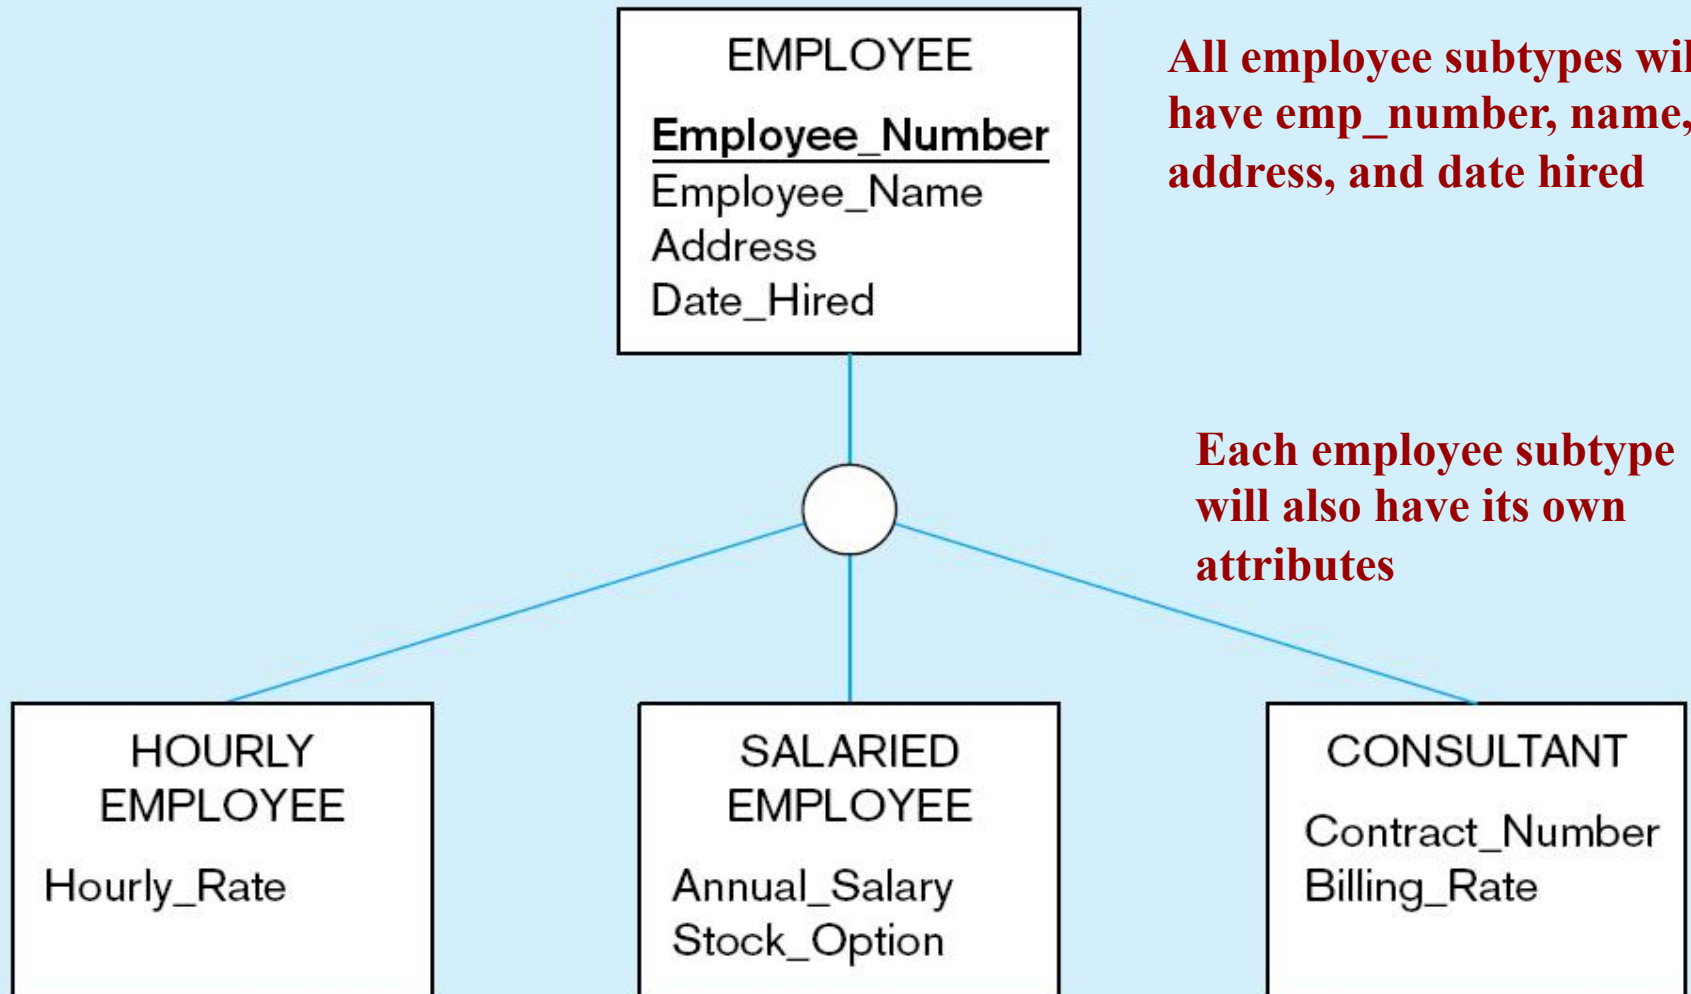 EMPLOYEE
Employee_Number
Employee_Name
Address
Date_Hired
All employee subtypes wil
have emp_number, name,
address, and date hired
Each employee subtype
will also have its own
attributes
HOURLY
EMPLOYEE
Hourly_Rate
SALARIED
EMPLOYEE
Annual_Salary
Stock_Option
CONSULTANT
Contract_Number
Billing_Rate